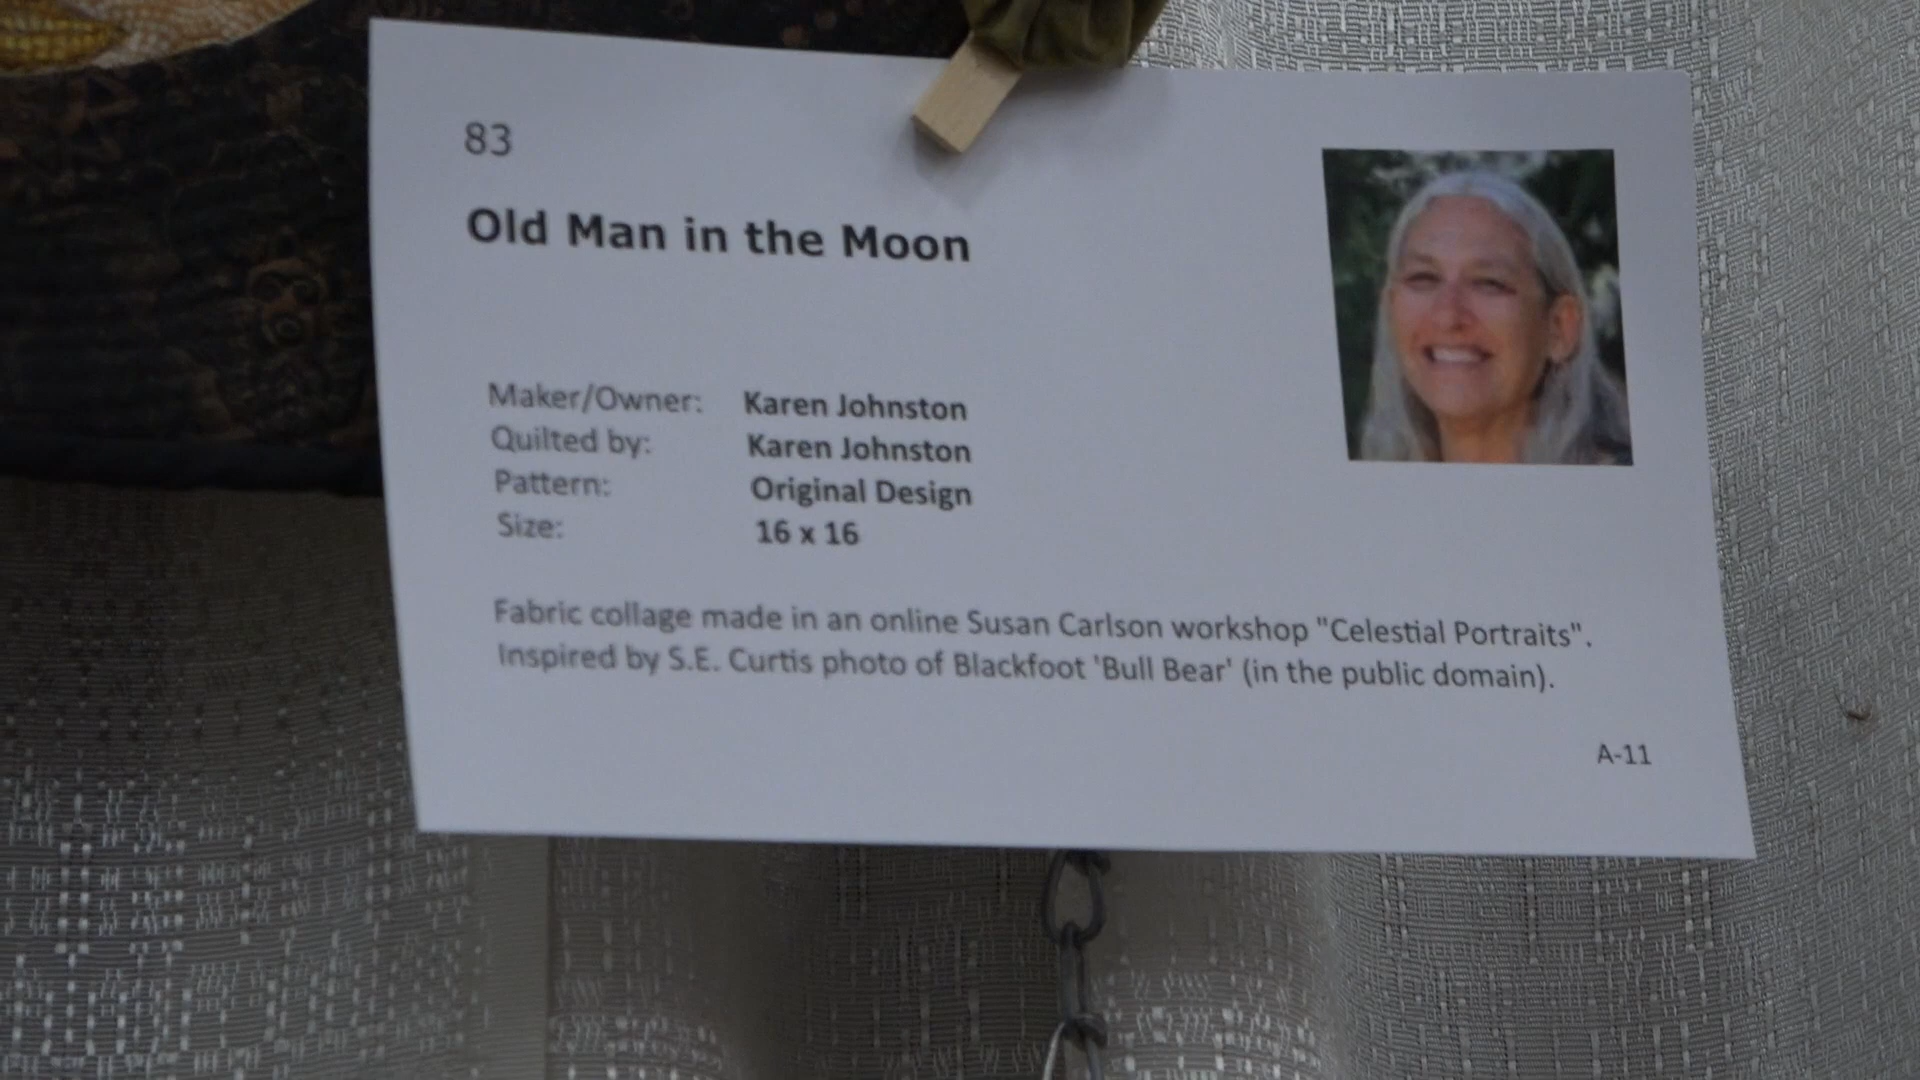 83
Old Man in the Moon
Maker/Owner: Karen Johnston
Quilted by: Karen Johnston
Pattern: Original Design
Size: 16 x 16
Fabric collage made in an online Susan Carlson workshop "Celestial Portraits".
Inspired by S.E. Curtis photo of Blackfoot 'Bull Bear' (in the public domain).
A-11